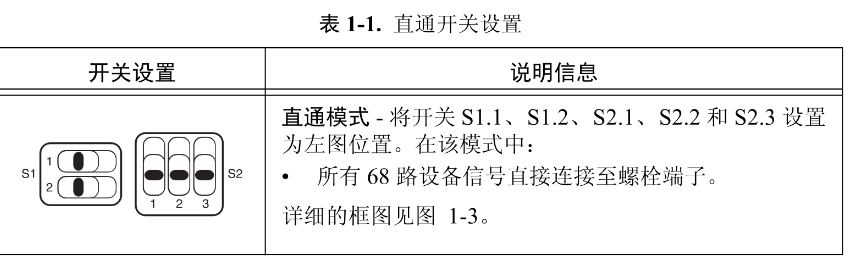 表 1-1. 直通开关设置
开关设置
说明信息
S1
1
2
1 2 3
S2
直通模式 - 将开关 S1.1、S1.2、S2.1、S2.2 和 S2.3 设置
为左图位置。在该模式中：
• 所有 68 路设备信号直接连接至螺栓端子。
详细的框图见图 1-3。